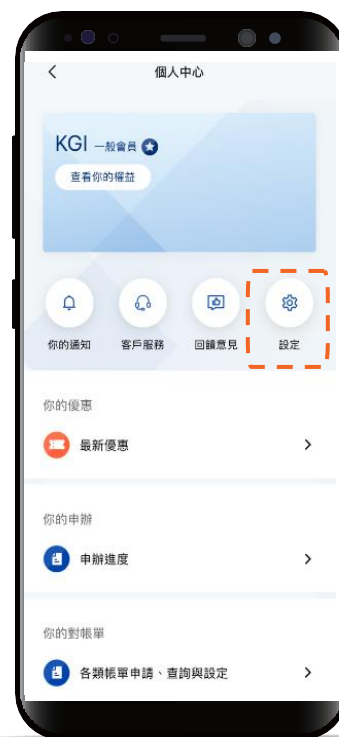 個人中心
KGI 一般會員
查看你的權益
你的通知 客戶服務 回饋意見 設定
你的優惠
最新優惠
你的申辦
申辦進度
你的對帳單
各類帳單申請、查詢與設定